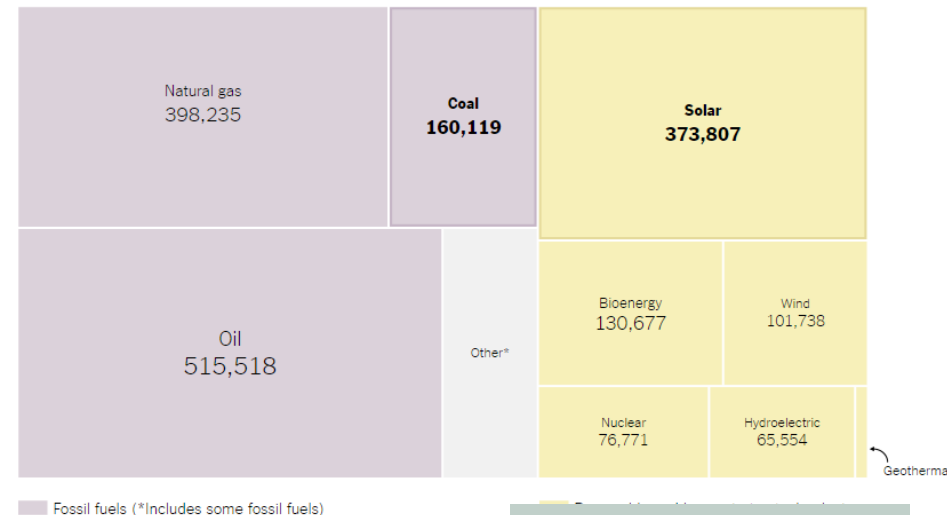 Natural gas
398,235
Coal
160,119
Solar
373,807
Oil
515,518
Other*
Bioenergy
130,677
Wind
101,738
Nuclear
76,771
Hydroelectric
65,554
Geotherma
Fossil fuels (*Includes some fossil fuels)